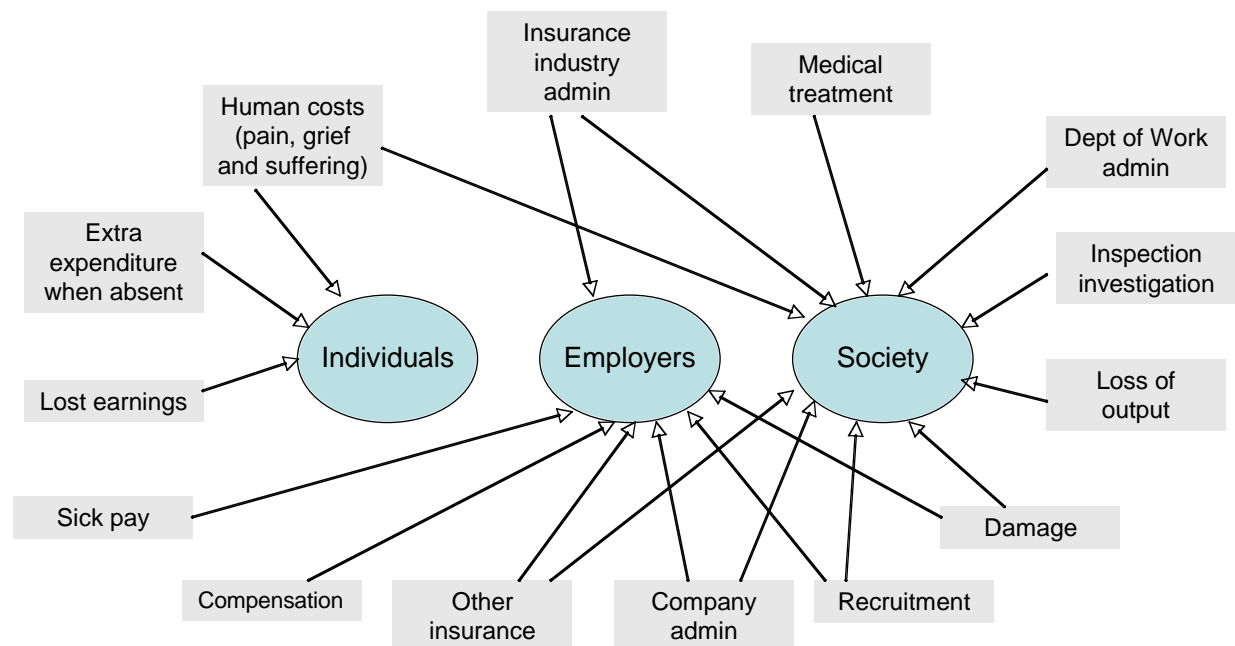 Insurance
industry
admin
Medical
treatment
Human costs
(pain, grief
and suffering)
Dept of Work
admin
Extra
expenditure
when absent
Inspection
investigation
Individuals
Employers
Society
Lost earnings
Loss of
output
Sick pay
Damage
Compensation
Other
insurance
Company
admin
Recruitment